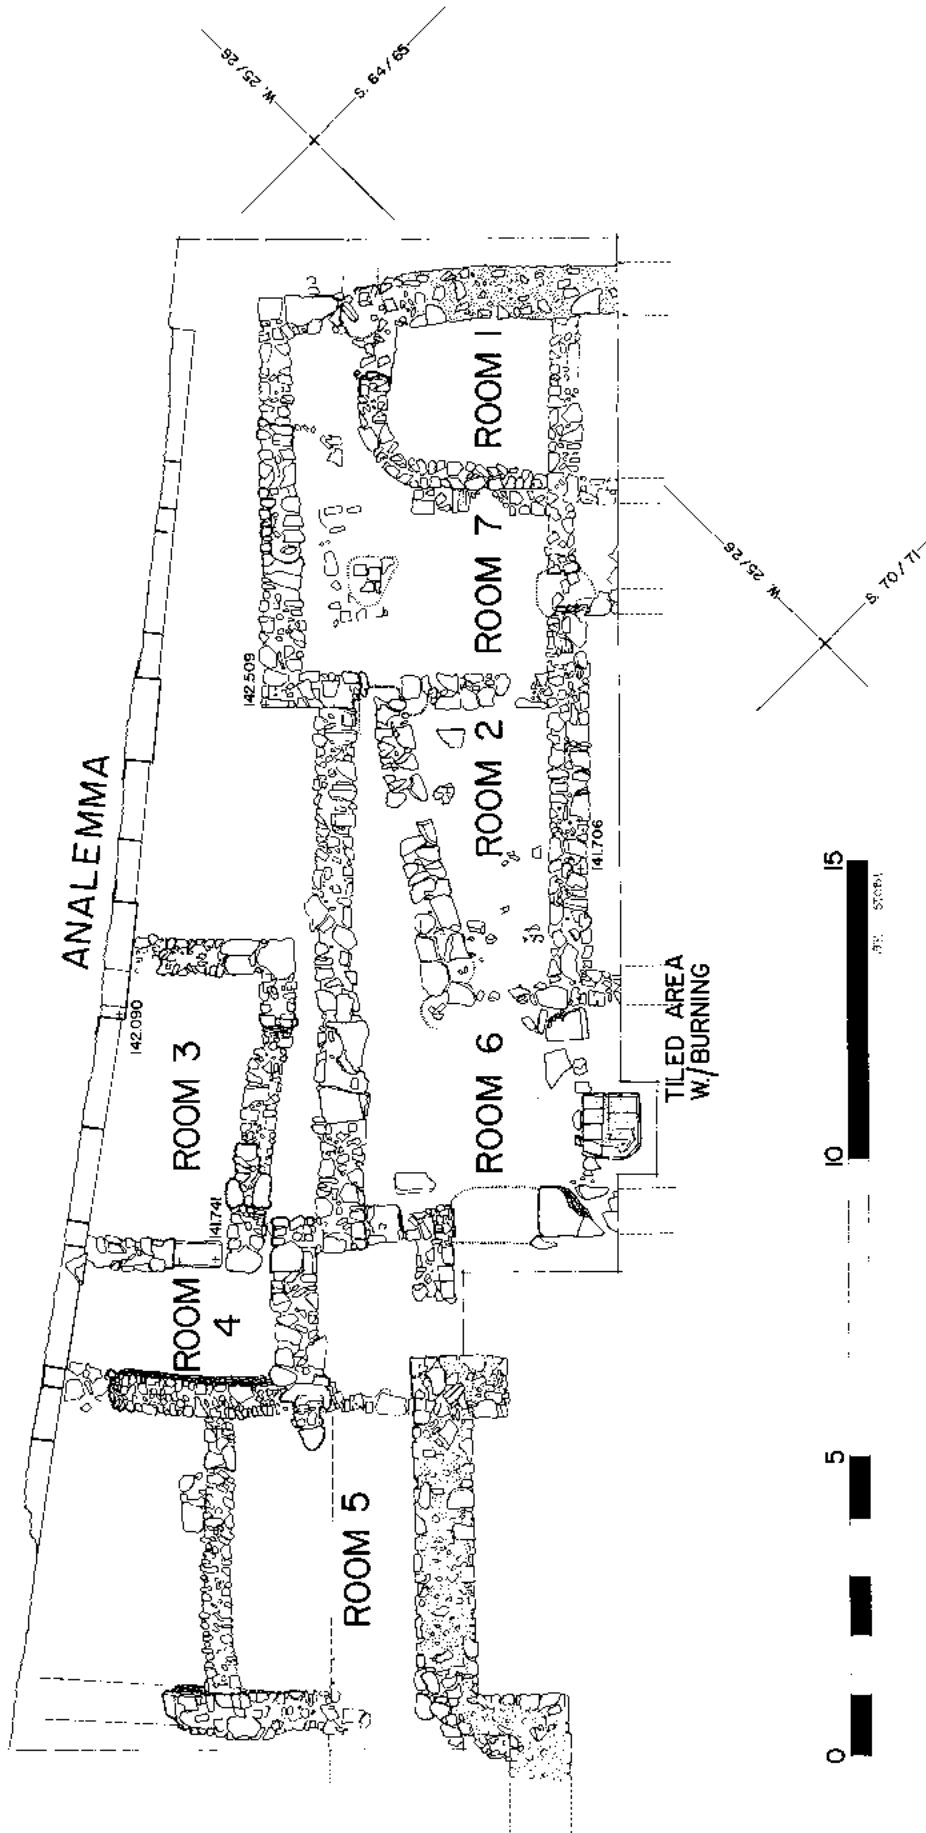 W. 25/26
S. 64/65
ROOM 1
ROOM 7
W. 25/26
S. 70/71
142.509
ROOM 2
ANALEMMA
141.706
15
142.090
ROOM 3
TILED AREA
W./BURNING
ROOM 6
10
141.741
ROOM
4
5
ROOM 5
0